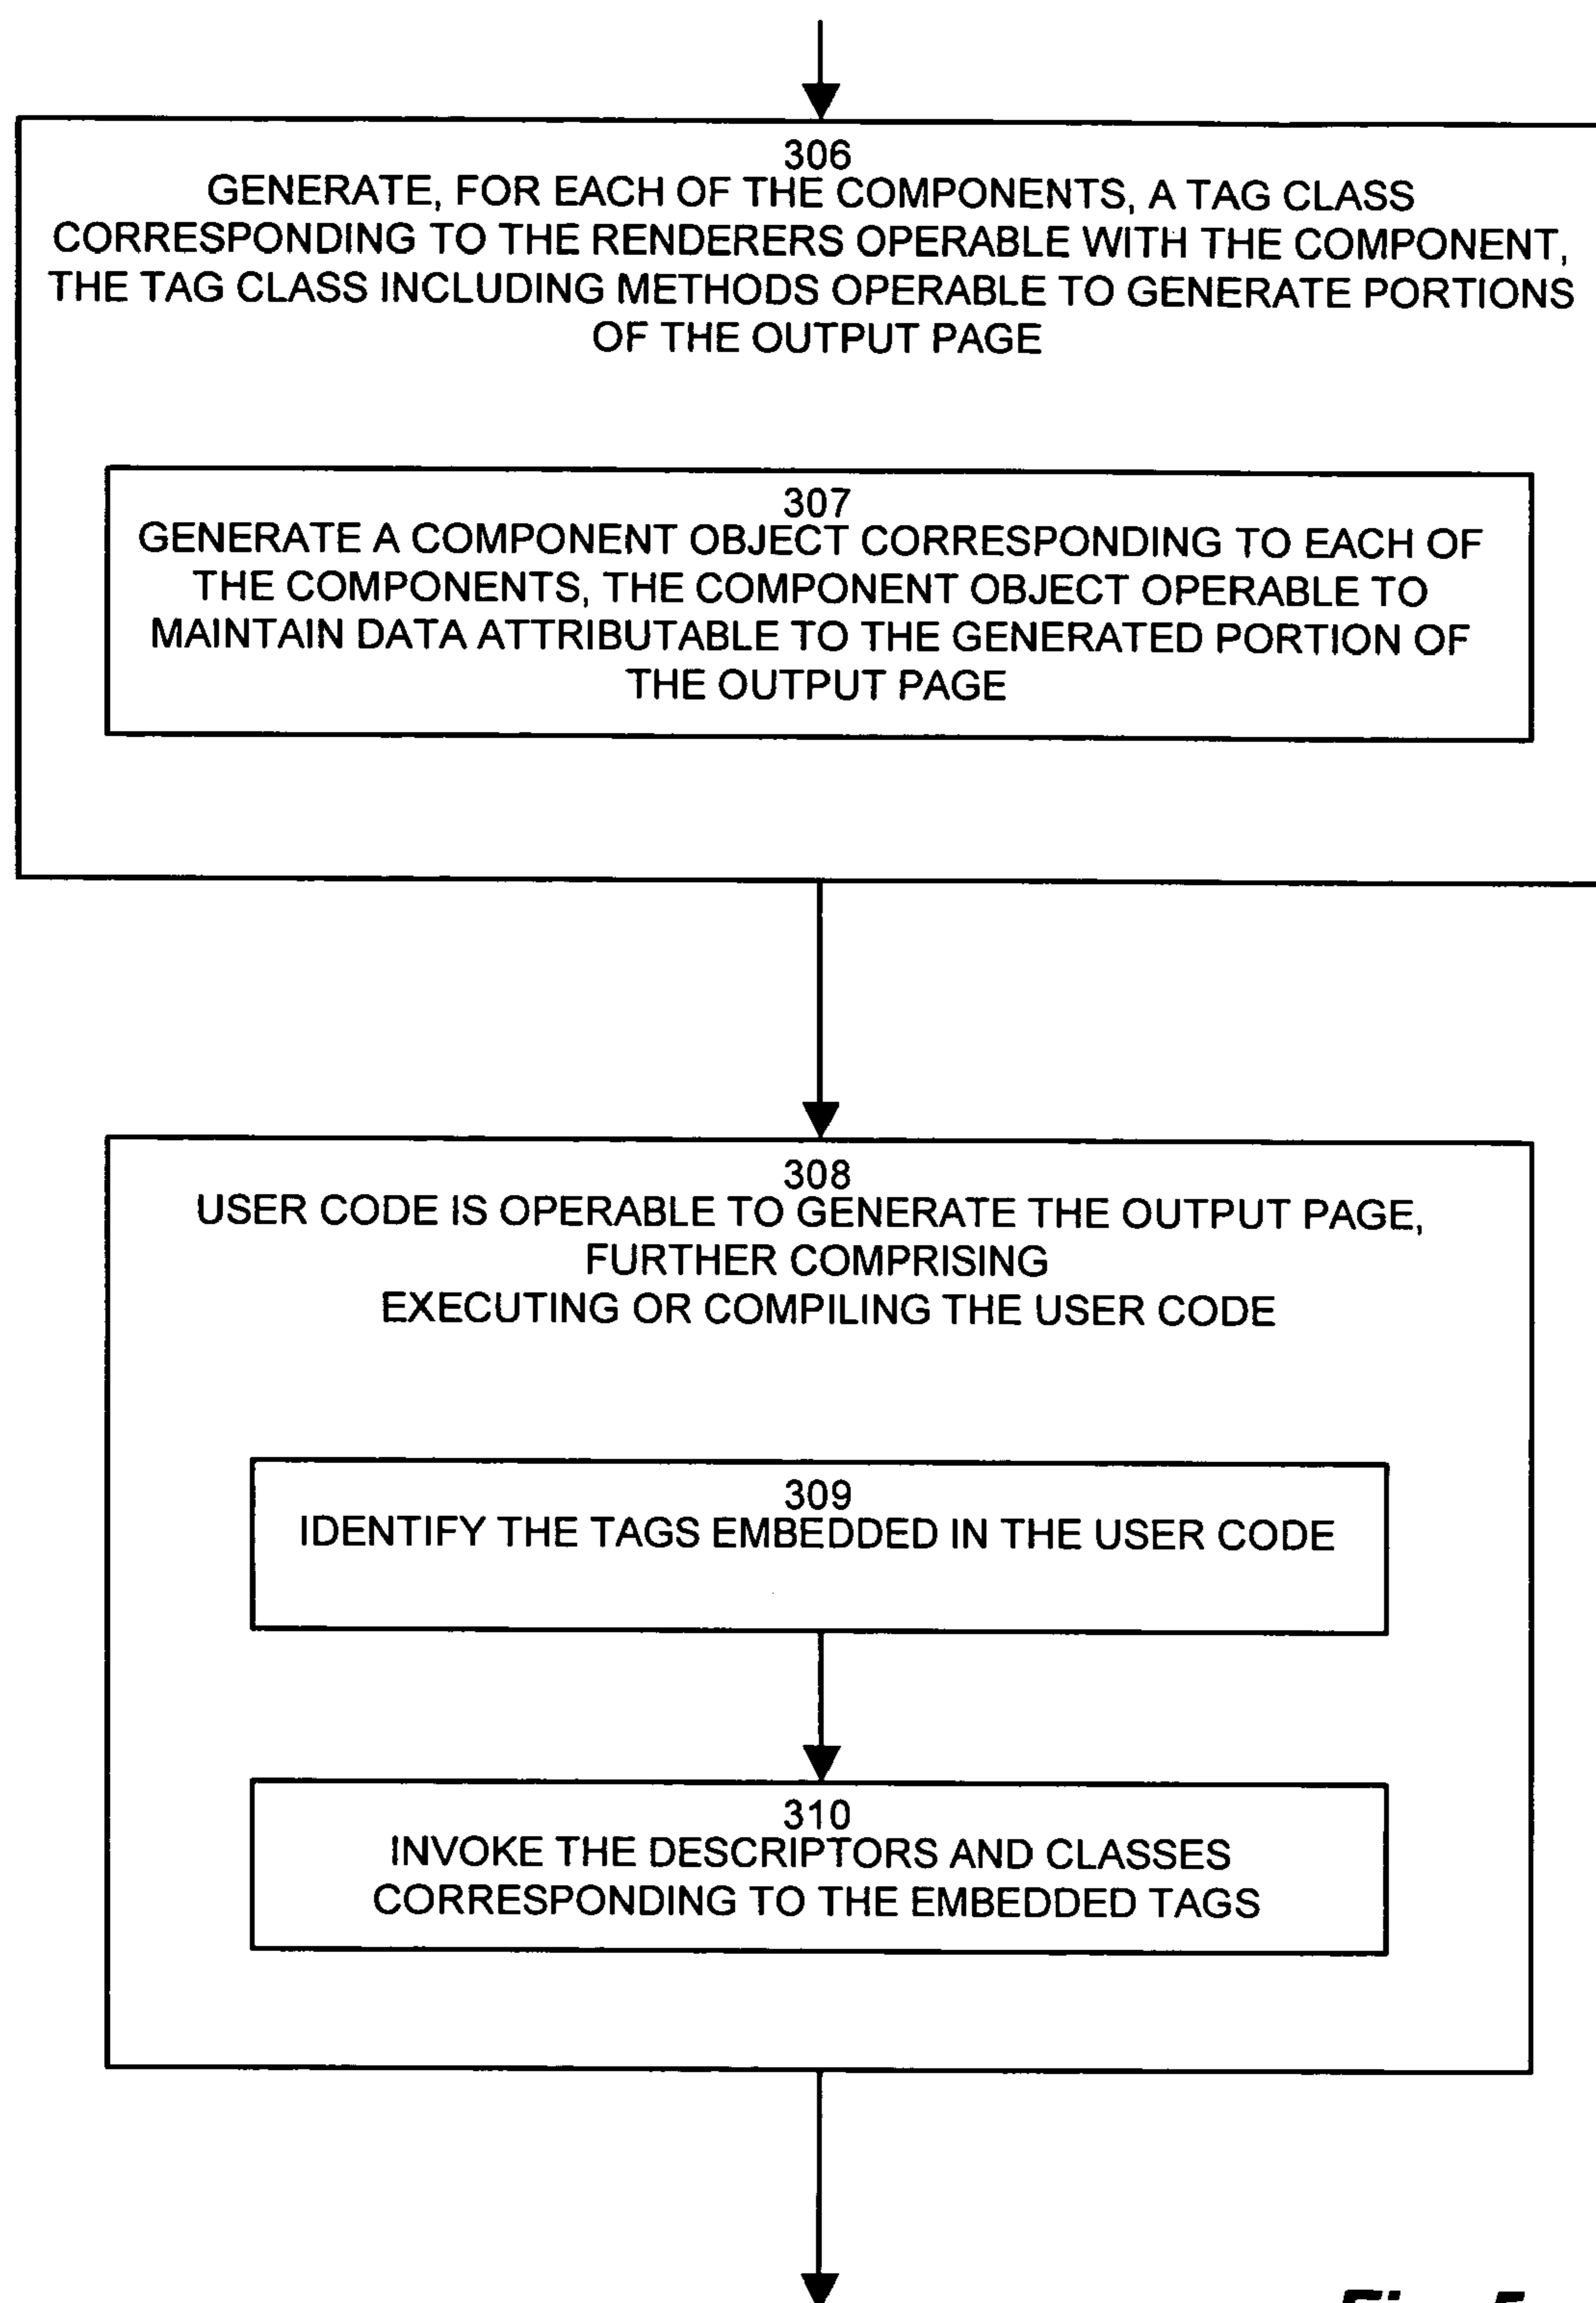 306
GENERATE, FOR EACH OF THE COMPONENTS, A TAG CLASS
CORRESPONDING TO THE RENDERERS OPERABLE WITH THE COMPONENT,
THE TAG CLASS INCLUDING METHODS OPERABLE TO GENERATE PORTIONS
OF THE OUTPUT PAGE
307
GENERATE A COMPONENT OBJECT CORRESPONDING TO EACH OF
THE COMPONENTS, THE COMPONENT OBJECT OPERABLE TO
MAINTAIN DATA ATTRIBUTABLE TO THE GENERATED PORTION OF
THE OUTPUT PAGE
308
USER CODE IS OPERABLE TO GENERATE THE OUTPUT PAGE,
FURTHER COMPRISING
EXECUTING OR COMPILING THE USER CODE
309
IDENTIFY THE TAGS EMBEDDED IN THE USER CODE
310
INVOKE THE DESCRIPTORS AND CLASSES
CORRESPONDING TO THE EMBEDDED TAGS